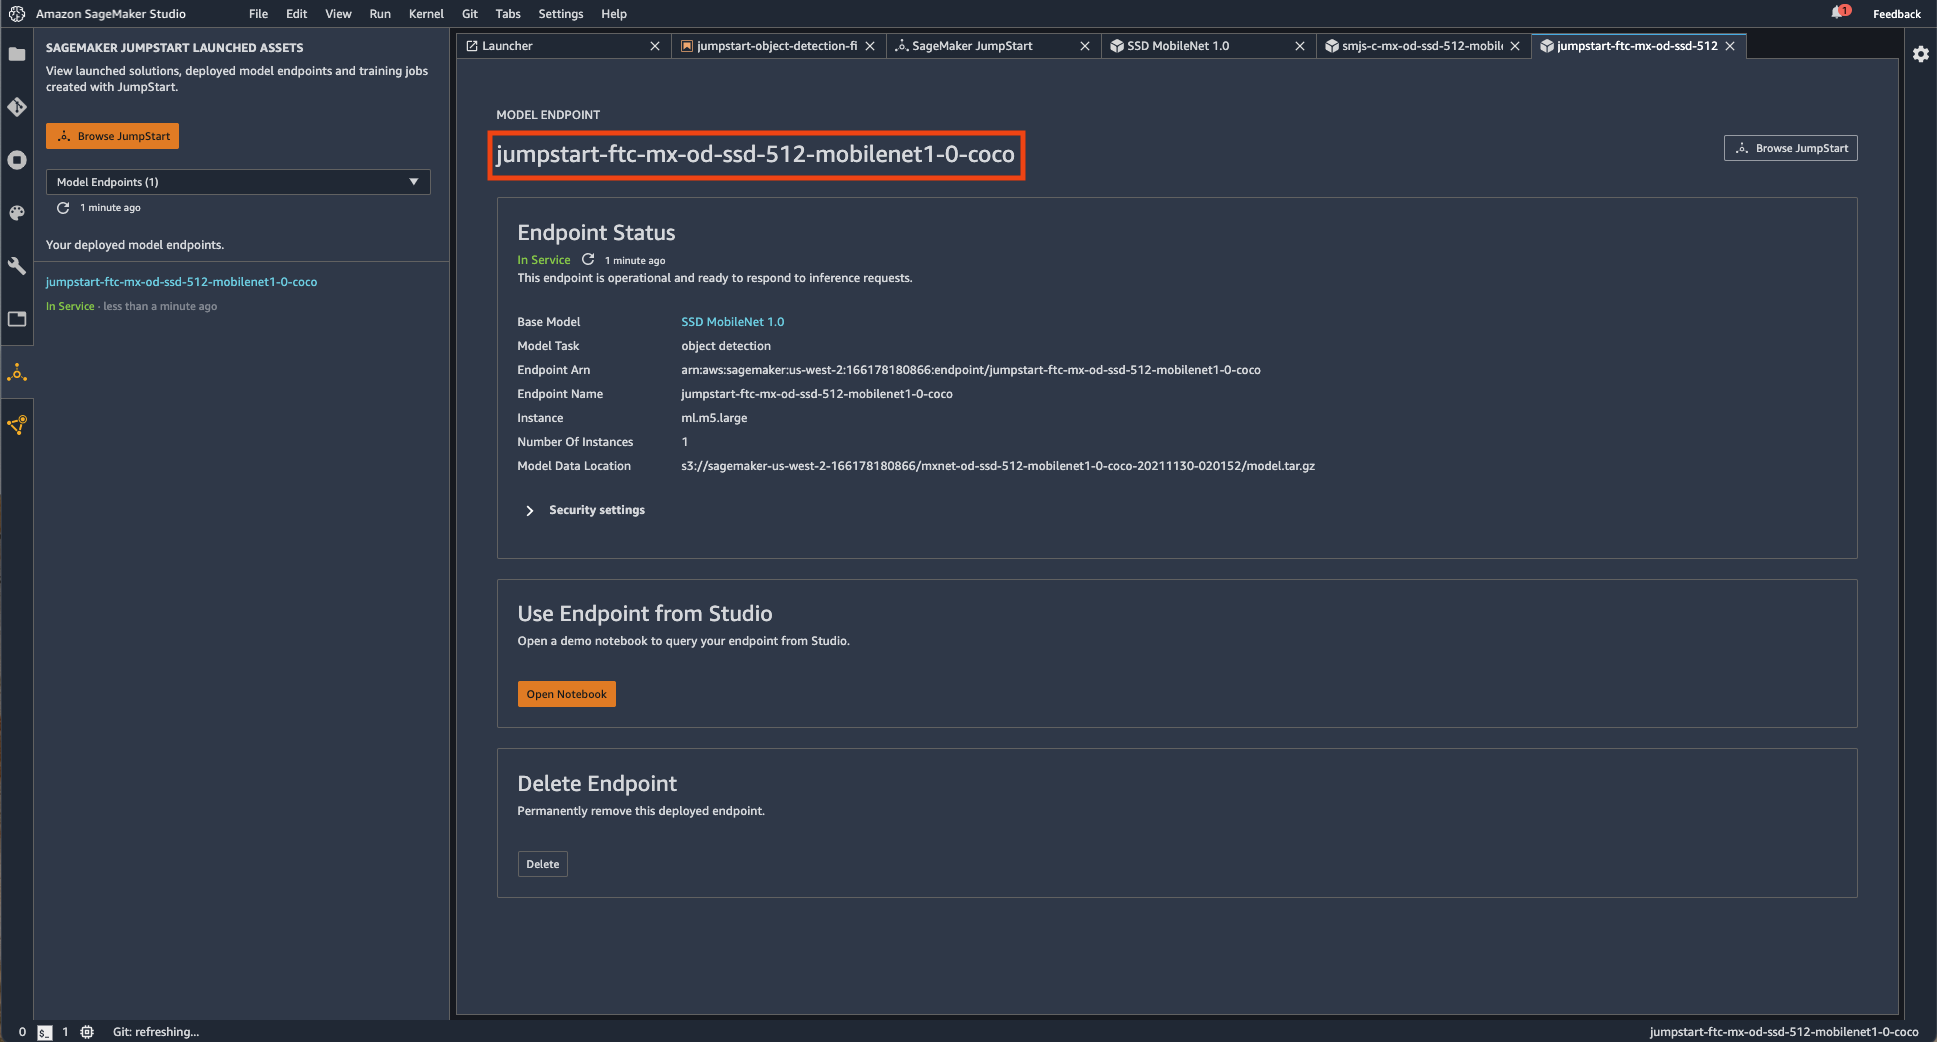 Amazon SageMaker Studio File Edit View Run Kernel Git Tabs Settings Help 1 Feedback
SAGEMAKER JUMPSTART LAUNCHED ASSETS
View launched solutions, deployed model endpoints and training jobs
created with JumpStart.
Browse JumpStart
Model Endpoints (1)
1 minute ago
Your deployed model endpoints.
jumpstart-ftc-mx-od-ssd-512-mobilenet1-0-coco
In Service · less than a minute ago
Launcher jumpstart-object-detection-fi SageMaker JumpStart SSD MobileNet 1.0 smjs-c-mx-od-ssd-512-mobil jumpstart-ftc-mx-od-ssd-512
MODEL ENDPOINT
jumpstart-ftc-mx-od-ssd-512-mobilenet1-0-coco
Browse JumpStart
Endpoint Status
In Service 1 minute ago
This endpoint is operational and ready to respond to inference requests.
Base Model SSD MobileNet 1.0
Model Task object detection
Endpoint Arn arn:aws:sagemaker:us-west-2:166178180866:endpoint/jumpstart-ftc-mx-od-ssd-512-mobilenet1-0-coco
Endpoint Name jumpstart-ftc-mx-od-ssd-512-mobilenet1-0-coco
Instance ml.m5.large
Number Of Instances 1
Model Data Location s3://sagemaker-us-west-2-166178180866/mxnet-od-ssd-512-mobilenet1-0-coco-20211130-020152/model.tar.gz
Security settings
Use Endpoint from Studio
Open a demo notebook to query your endpoint from Studio.
Open Notebook
Delete Endpoint
Permanently remove this deployed endpoint.
Delete
0 $_ 1 Git: refreshing... jumpstart-ftc-mx-od-ssd-512-mobilenet1-0-coco